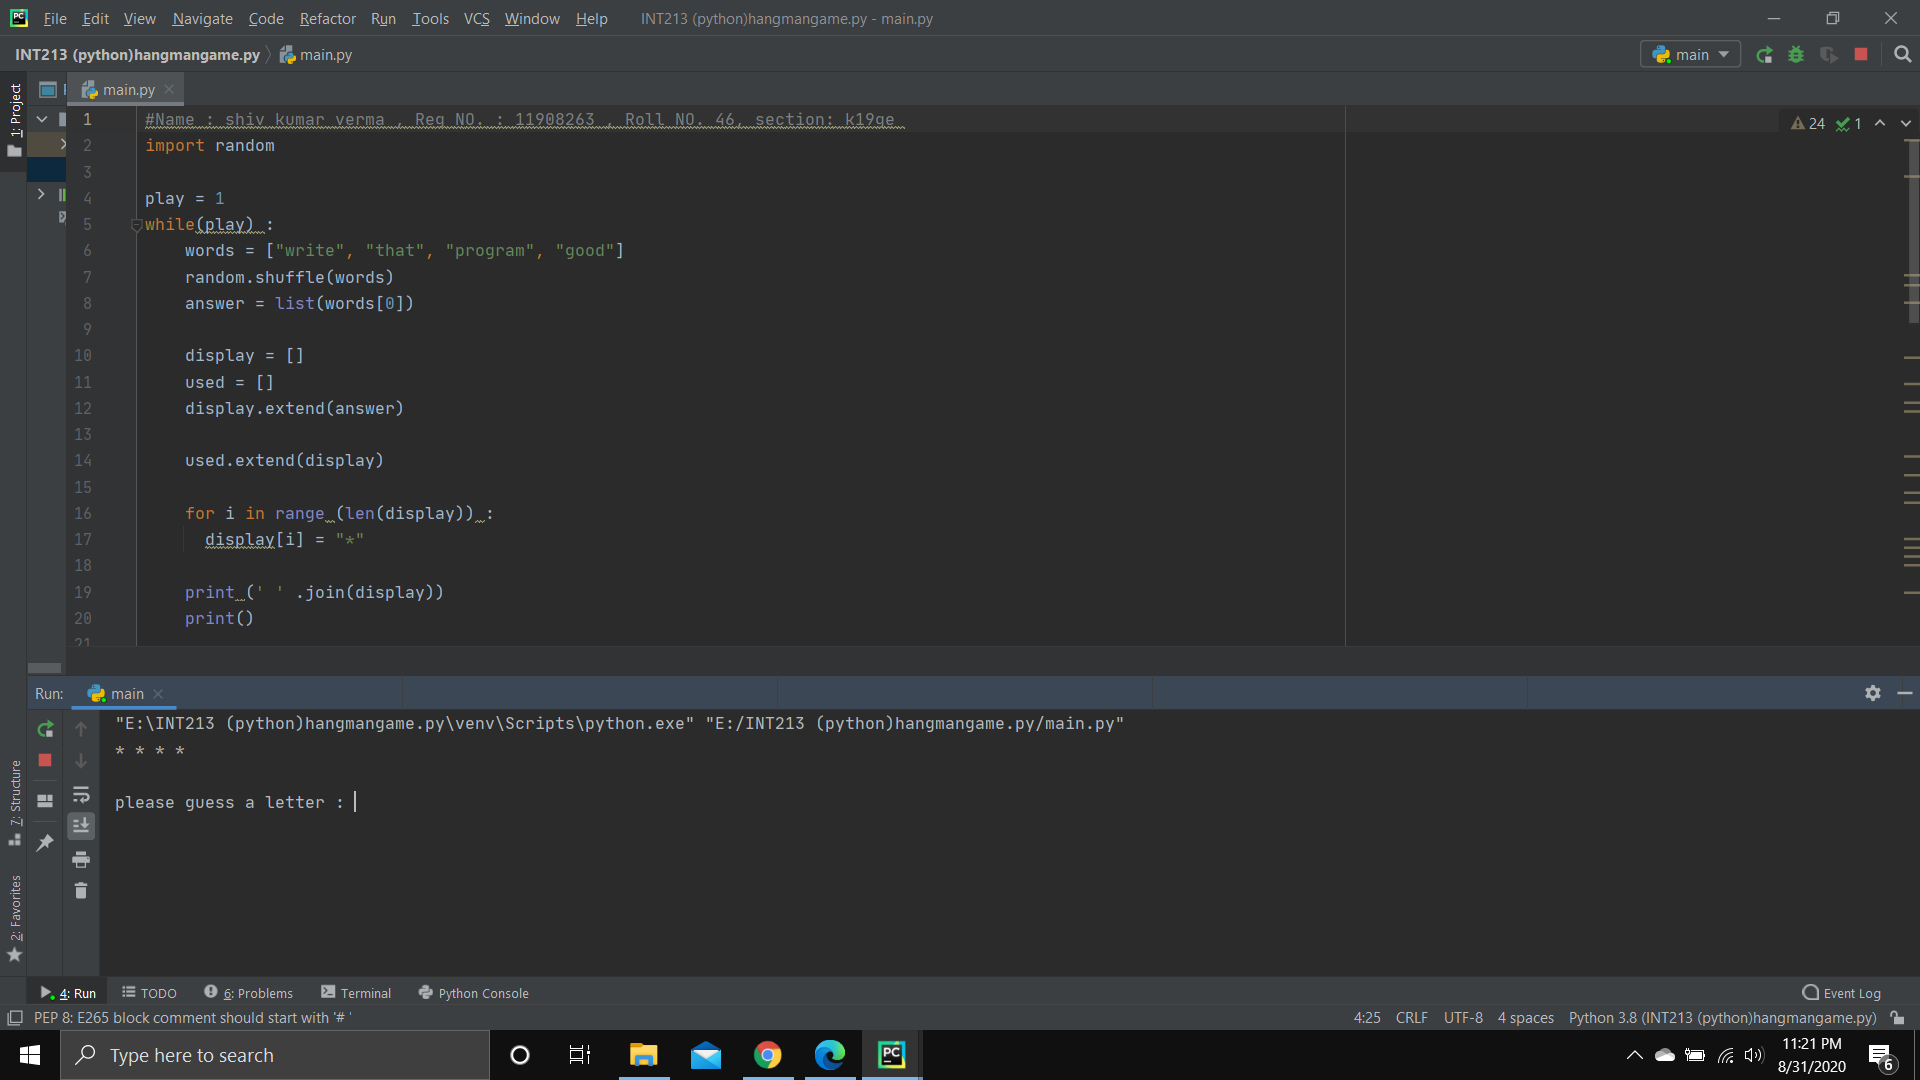 File Edit View Navigate Code Refactor Run Tools VCS Window Help INT213 (python)hangmangame.py - main.py
INT213 (python)hangmangame.py main.py main
1: Project
main.py
1 #Name : shiv kumar verma , Reg NO. : 11908263 , Roll NO. 46, section: k19ge
24 1
2 import random
3
4 play = 1
5 while(play) :
6 words = ["write", "that", "program", "good"]
7 random.shuffle(words)
8 answer = list(words[0])
9
10 display = []
11 used = []
12 display.extend(answer)
13
14 used.extend(display)
15
16 for i in range (len(display)) :
17 display[i] = "*"
18
19 print (' ' .join(display))
20 print()
21
Run: main
"E:\INT213 (python)hangmangame.py\venv\Scripts\python.exe" "E:/INT213 (python)hangmangame.py/main.py"
* * * *
please guess a letter :
7: Structure
2: Favorites
4: Run TODO 6: Problems Terminal Python Console Event Log
PEP 8: E265 block comment should start with '# ' 4:25 CRLF UTF-8 4 spaces Python 3.8 (INT213 (python)hangmangame.py)
Type here to search
PC
11:21 PM
8/31/2020
6